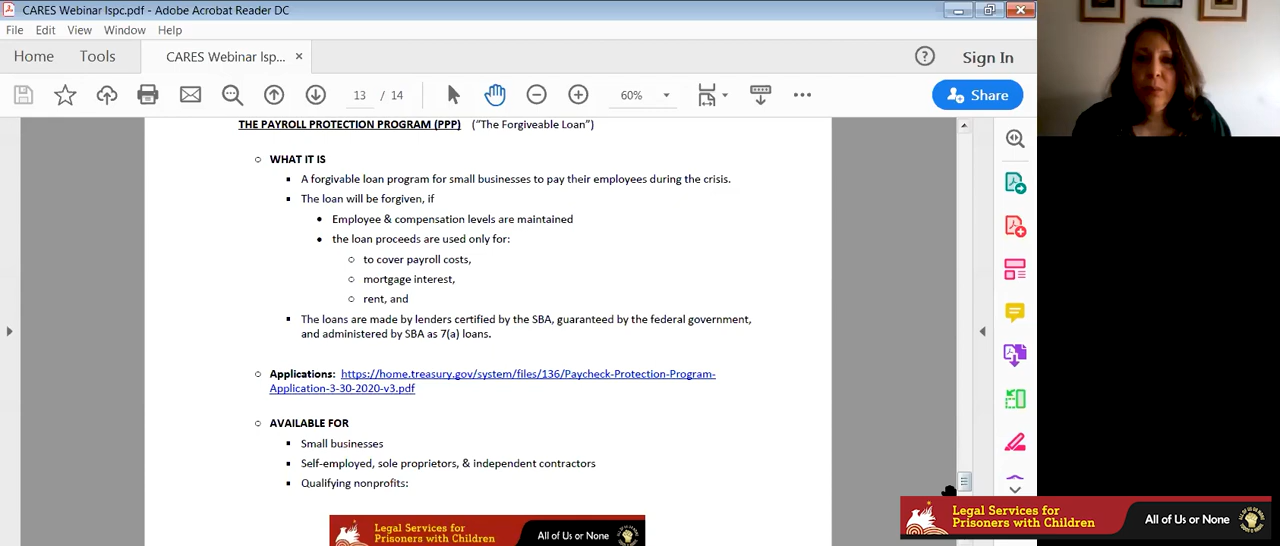 CARES Webinar lspc.pdf - Adobe Acrobat Reader DC
File Edit View Window Help
Home Tools CARES Webinar lsp... × Sign In
13 / 14 60% Share
THE PAYROLL PROTECTION PROGRAM (PPP) ("The Forgiveable Loan")
WHAT IT IS
A forgivable loan program for small businesses to pay their employees during the crisis.
The loan will be forgiven, if
Employee & compensation levels are maintained
the loan proceeds are used only for:
to cover payroll costs,
mortgage interest,
rent, and
The loans are made by lenders certified by the SBA, guaranteed by the federal government,
and administered by SBA as 7(a) loans.
Applications: https://home.treasury.gov/system/files/136/Paycheck-Protection-Program-
Application-3-30-2020-v3.pdf
AVAILABLE FOR
Small businesses
Self-employed, sole proprietors, & independent contractors
Qualifying nonprofits:
Legal Services for
Prisoners with Children
All of Us or None
Legal Services for
Prisoners with Children
All of Us or None